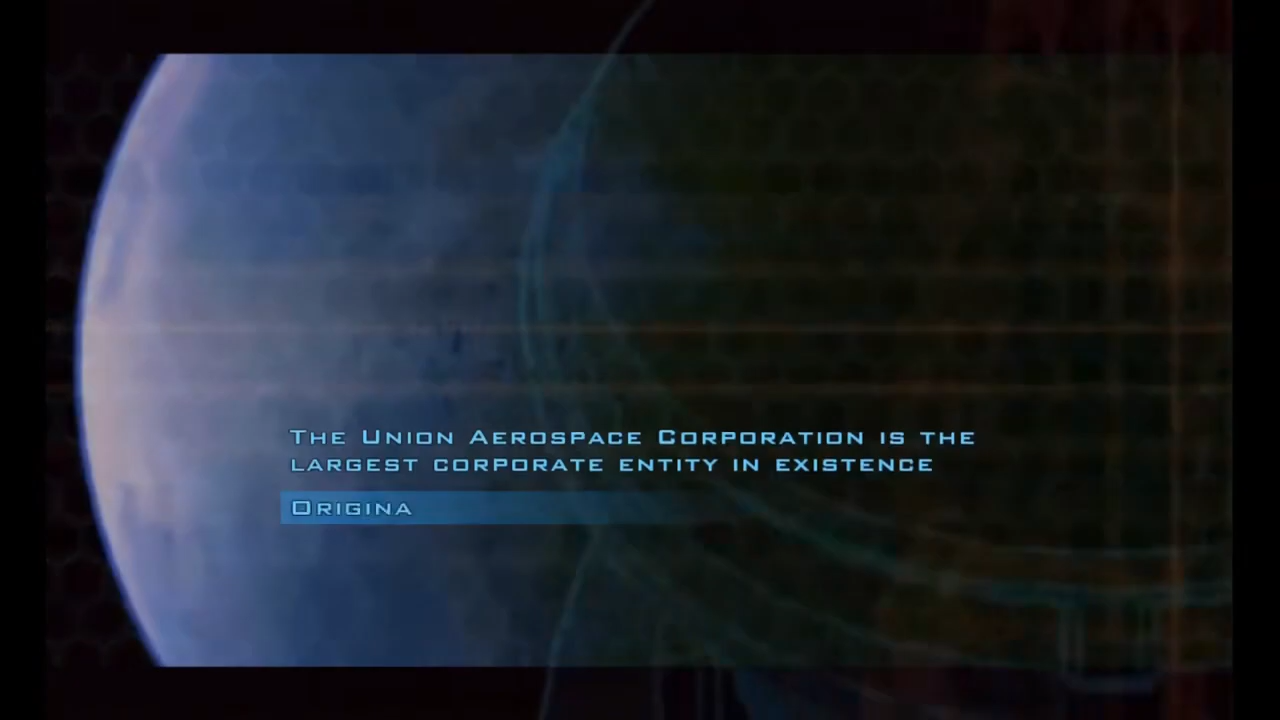 The Union Aerospace Corporation is the
largest corporate entity in existence
Origina